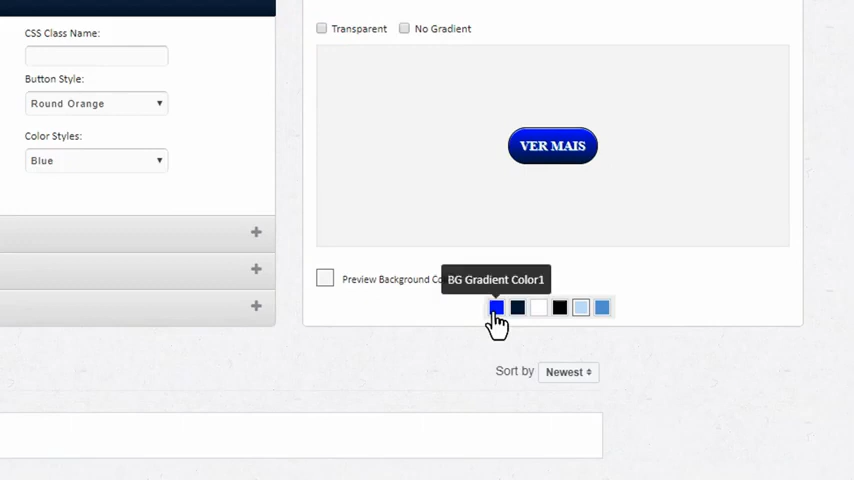 CSS Class Name:
Button Style:
Round Orange
Color Styles:
Blue
Transparent
No Gradient
VER MAIS
Preview Background Co
BG Gradient Color1
Sort by
Newest